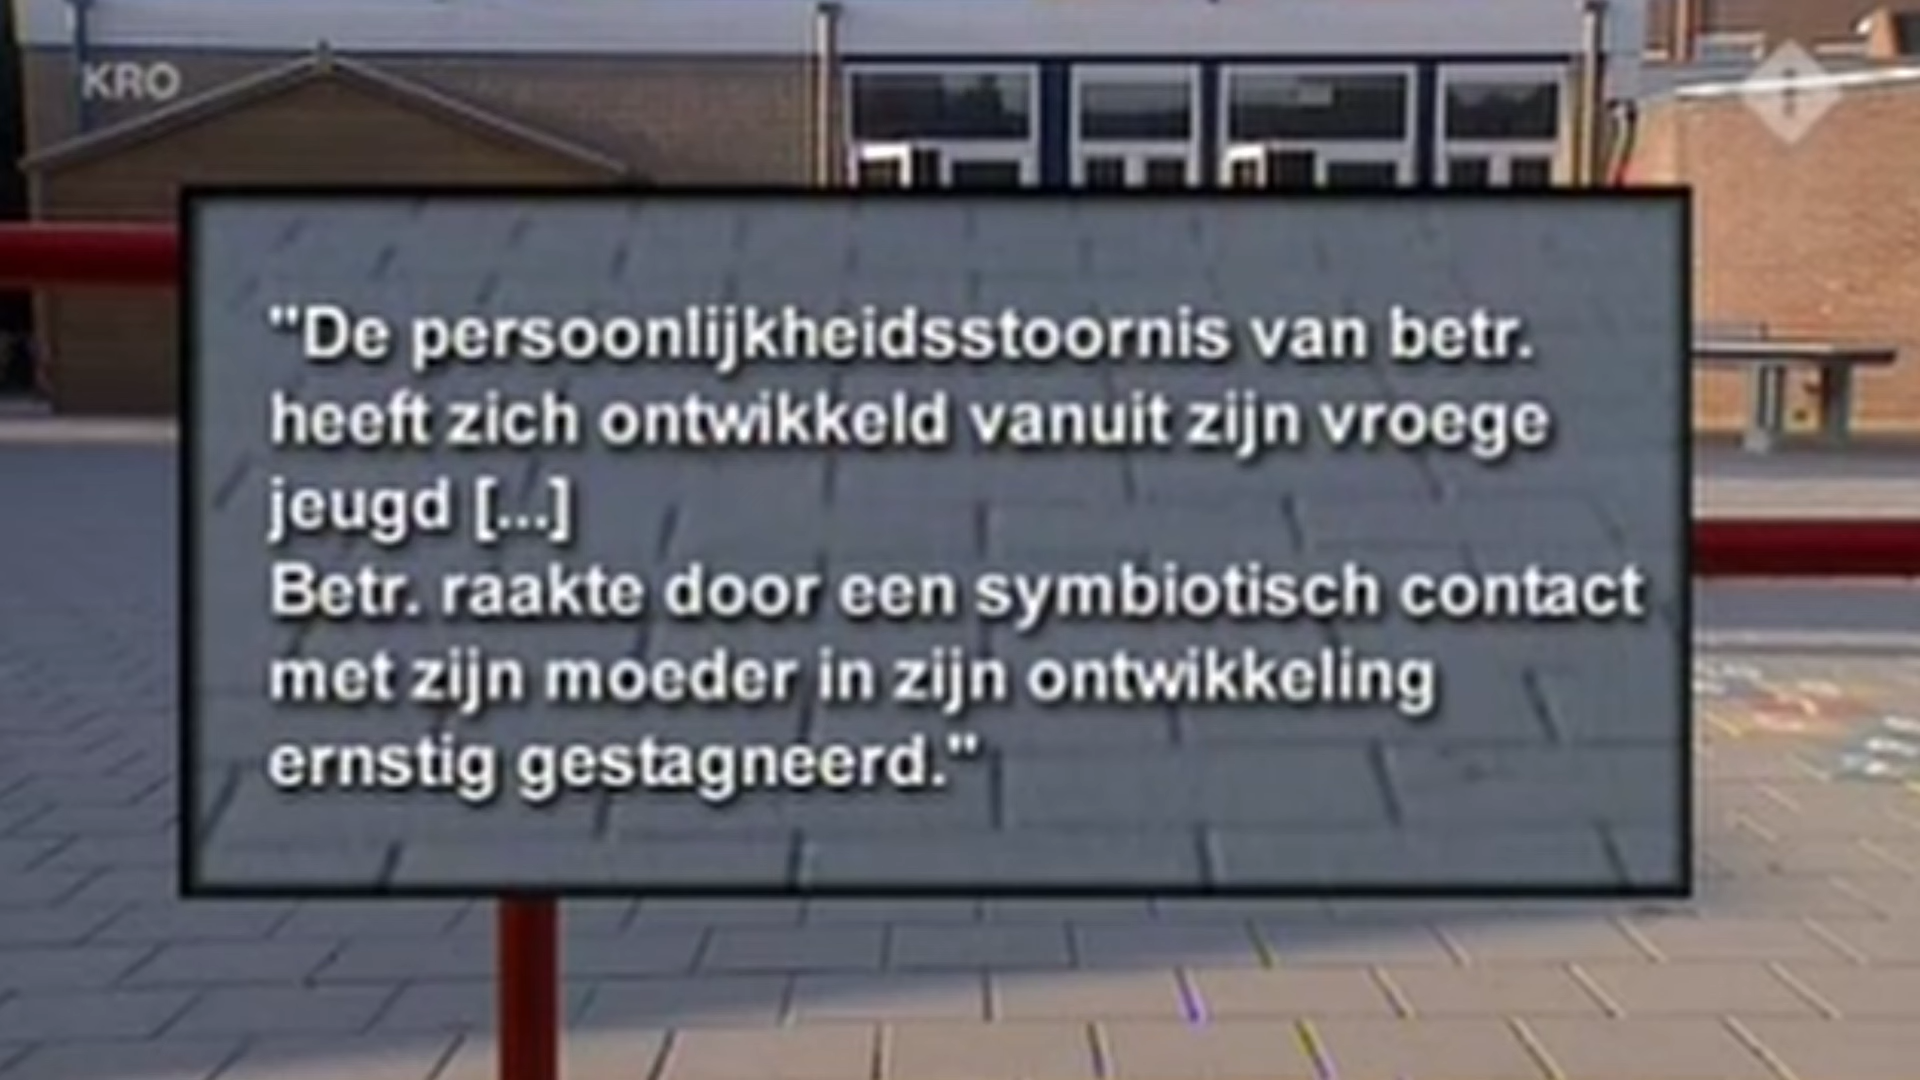 KRO
"De persoonlijkheidsstoornis van betr.
heeft zich ontwikkeld vanuit zijn vroege
jeugd [...]
Betr. raakte door een symbiotisch contact
met zijn moeder in zijn ontwikkeling
ernstig gestagneerd."